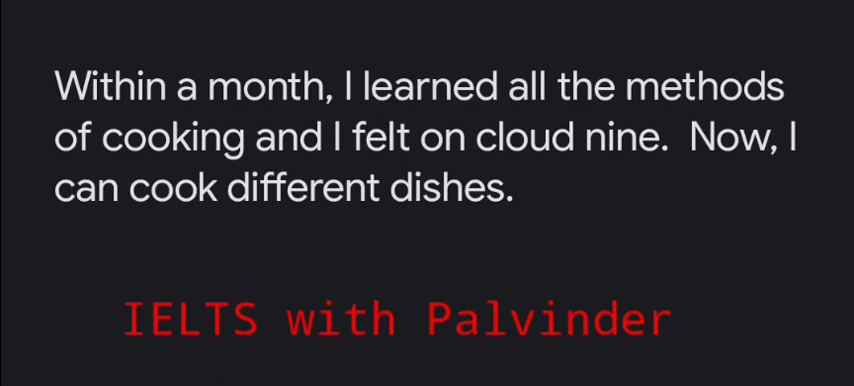 Within a month, I learned all the methods
of cooking and I felt on cloud nine.  Now, I
can cook different dishes.
IELTS with Palvinder